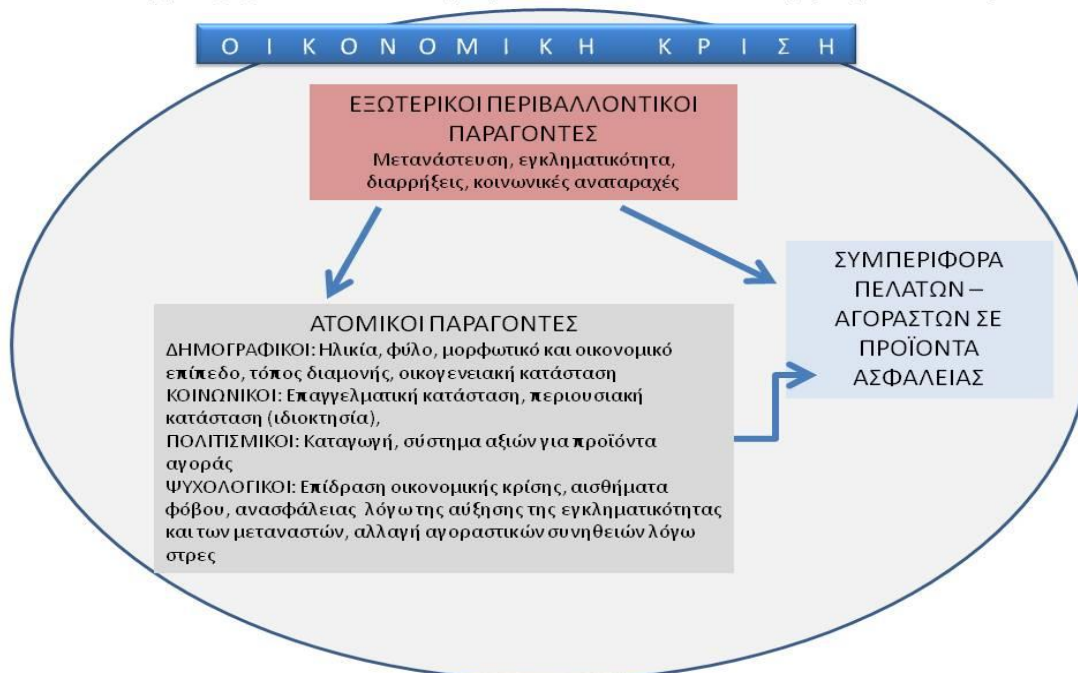 Ο Ι Κ Ο Ν Ο Μ Ι Κ Η Κ Ρ Ι Σ Η
ΕΞΩΤΕΡΙΚΟΙ ΠΕΡΙΒΑΛΛΟΝΤΙΚΟΙ
ΠΑΡΑΓΟΝΤΕΣ
Μετανάστευση, εγκληματικότητα,
διαρρήξεις, κοινωνικές αναταραχές
ΣΥΜΠΕΡΙΦΟΡΑ
ΠΕΛΑΤΩΝ –
ΑΓΟΡΑΣΤΩΝ ΣΕ
ΠΡΟΪΟΝΤΑ
ΑΣΦΑΛΕΙΑΣ
ΑΤΟΜΙΚΟΙ ΠΑΡΑΓΟΝΤΕΣ
ΔΗΜΟΓΡΑΦΙΚΟΙ: Ηλικία, φύλο, μορφωτικό και οικονομικό
επίπεδο, τόπος διαμονής, οικογενειακή κατάσταση
ΚΟΙΝΩΝΙΚΟΙ: Επαγγελματική κατάσταση, περιουσιακή
κατάσταση (ιδιοκτησία),
ΠΟΛΙΤΙΣΜΙΚΟΙ: Καταγωγή, σύστημα αξιών για προϊόντα
αγοράς
ΨΥΧΟΛΟΓΙΚΟΙ: Επίδραση οικονομικής κρίσης, αισθήματα
φόβου, ανασφάλειας λόγω της αύξησης της εγκληματικότητας
και των μεταναστών, αλλαγή αγοραστικών συνηθειών λόγω
στρες